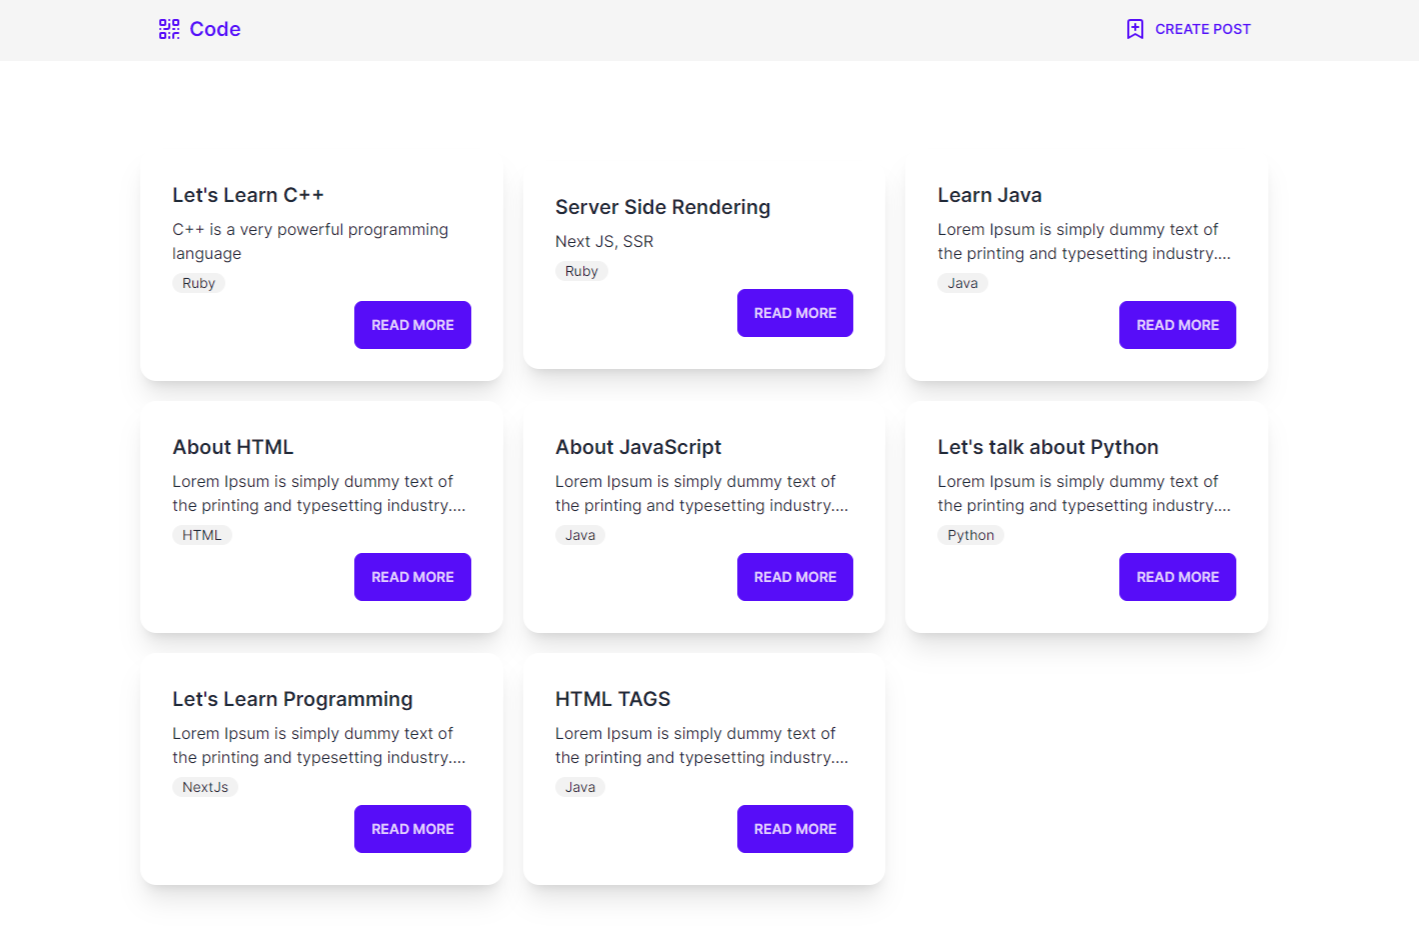 Code
CREATE POST
Let's Learn C++
C++ is a very powerful programming
language
Ruby
READ MORE
Server Side Rendering
Next JS, SSR
Ruby
READ MORE
Learn Java
Lorem Ipsum is simply dummy text of
the printing and typesetting industry....
Java
READ MORE
About HTML
Lorem Ipsum is simply dummy text of
the printing and typesetting industry....
HTML
READ MORE
About JavaScript
Lorem Ipsum is simply dummy text of
the printing and typesetting industry....
Java
READ MORE
Let's talk about Python
Lorem Ipsum is simply dummy text of
the printing and typesetting industry....
Python
READ MORE
Let's Learn Programming
Lorem Ipsum is simply dummy text of
the printing and typesetting industry....
NextJs
READ MORE
HTML TAGS
Lorem Ipsum is simply dummy text of
the printing and typesetting industry....
Java
READ MORE